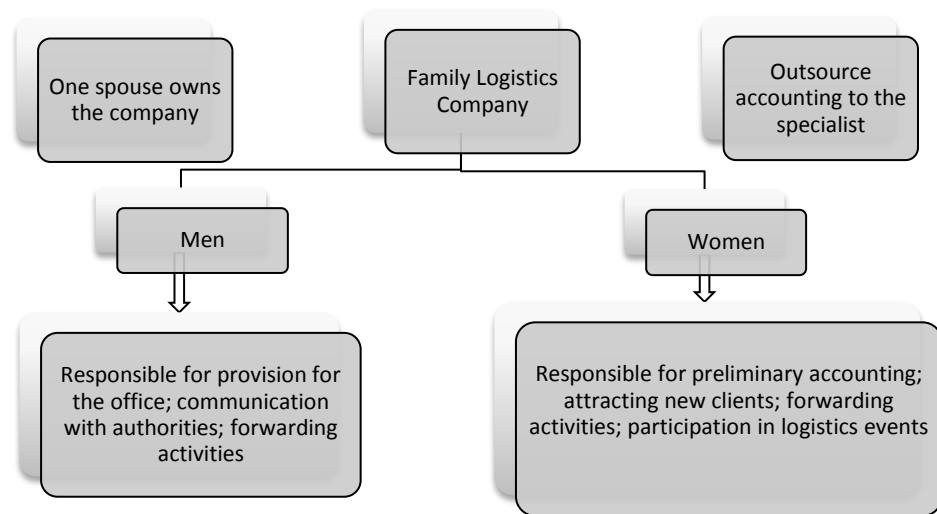 One spouse owns
the company
Family Logistics
Company
Outsource
accounting to the
specialist
Men
Women
Responsible for provision for
the office; communication
with authorities; forwarding
activities
Responsible for preliminary accounting;
attracting new clients; forwarding
activities; participation in logistics events